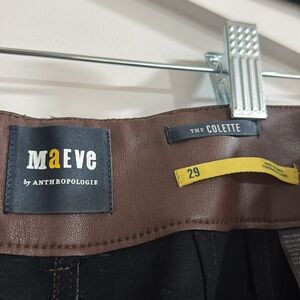 MaEVe
by ANTHROPOLOGIE
THE COLETTE
29